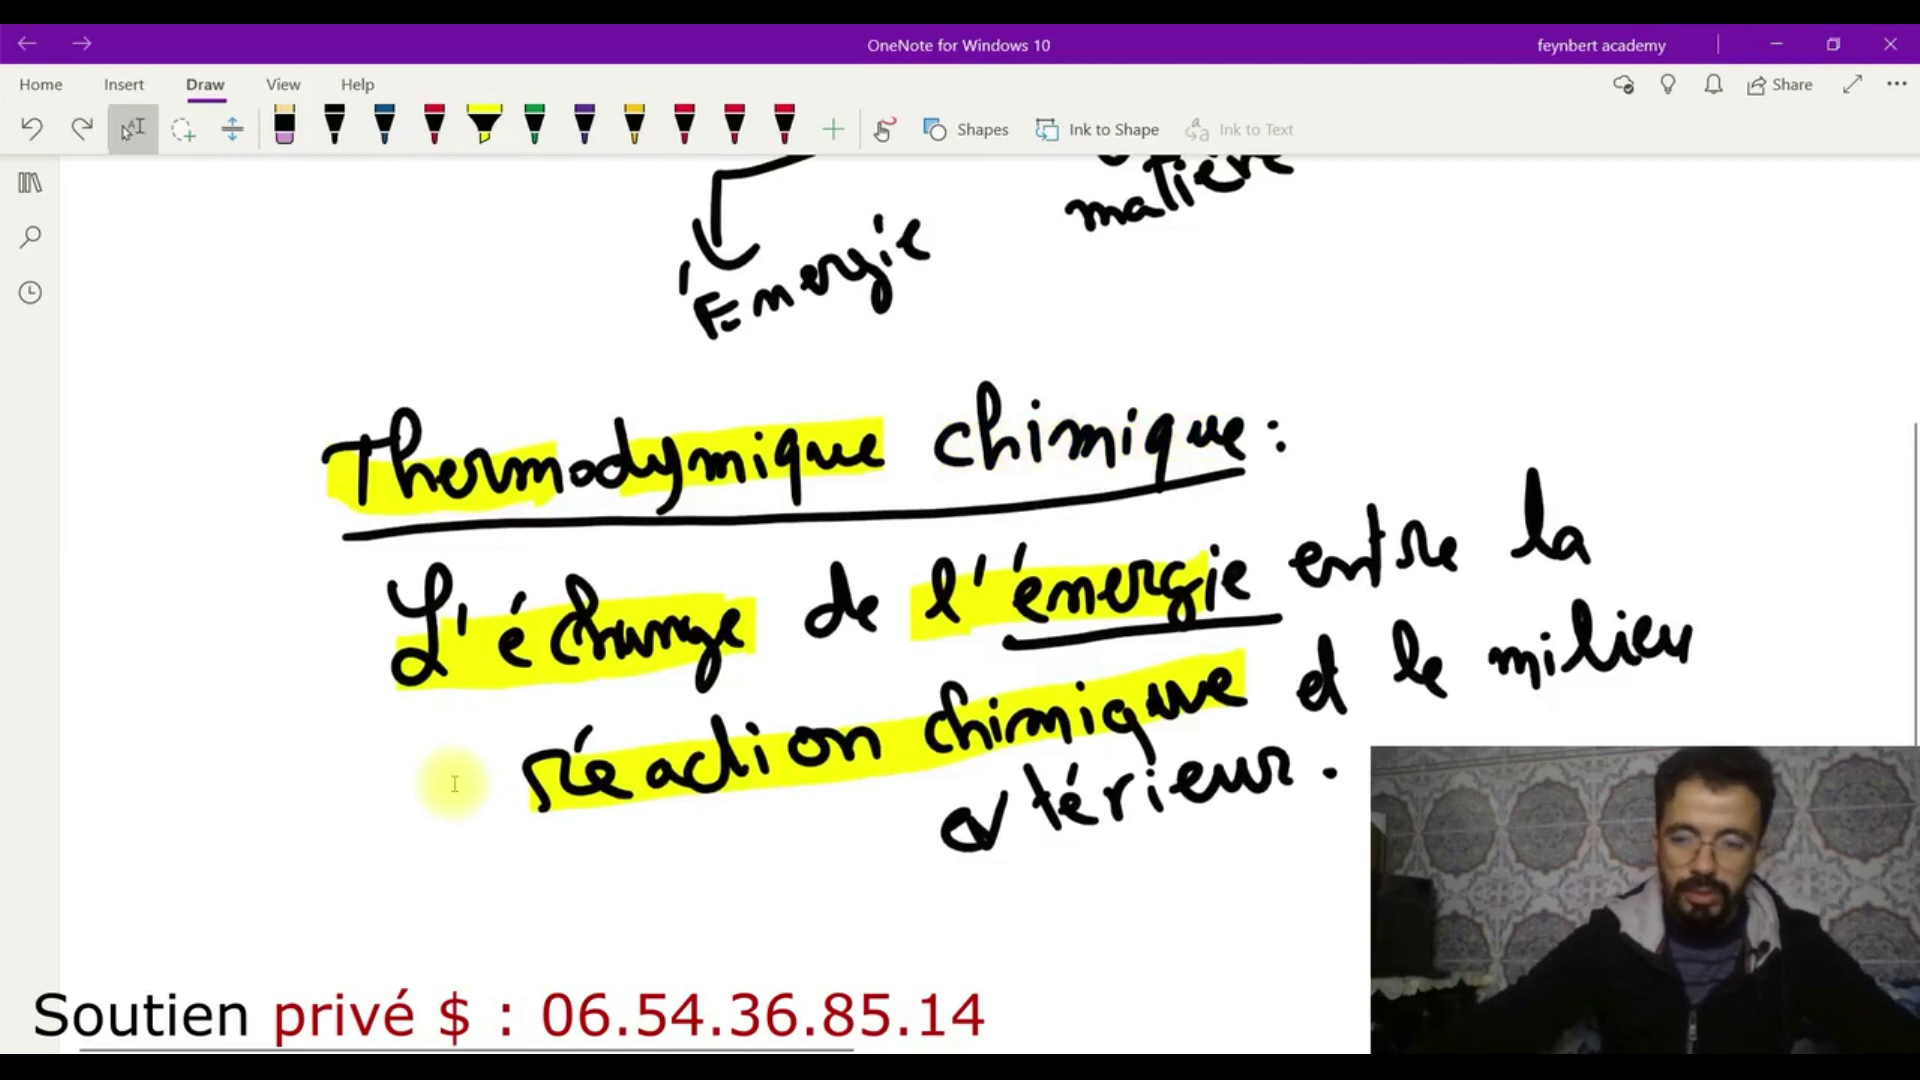 OneNote for Windows 10
feynbert academy
Home Insert Draw View Help
Share
Shapes Ink to Shape Ink to Text
matière
Énergie
Thermodymique chimique :
L'échange de l'énergie entre la
réaction chimique et le milieu
extérieur.
Soutien privé $ : 06.54.36.85.14